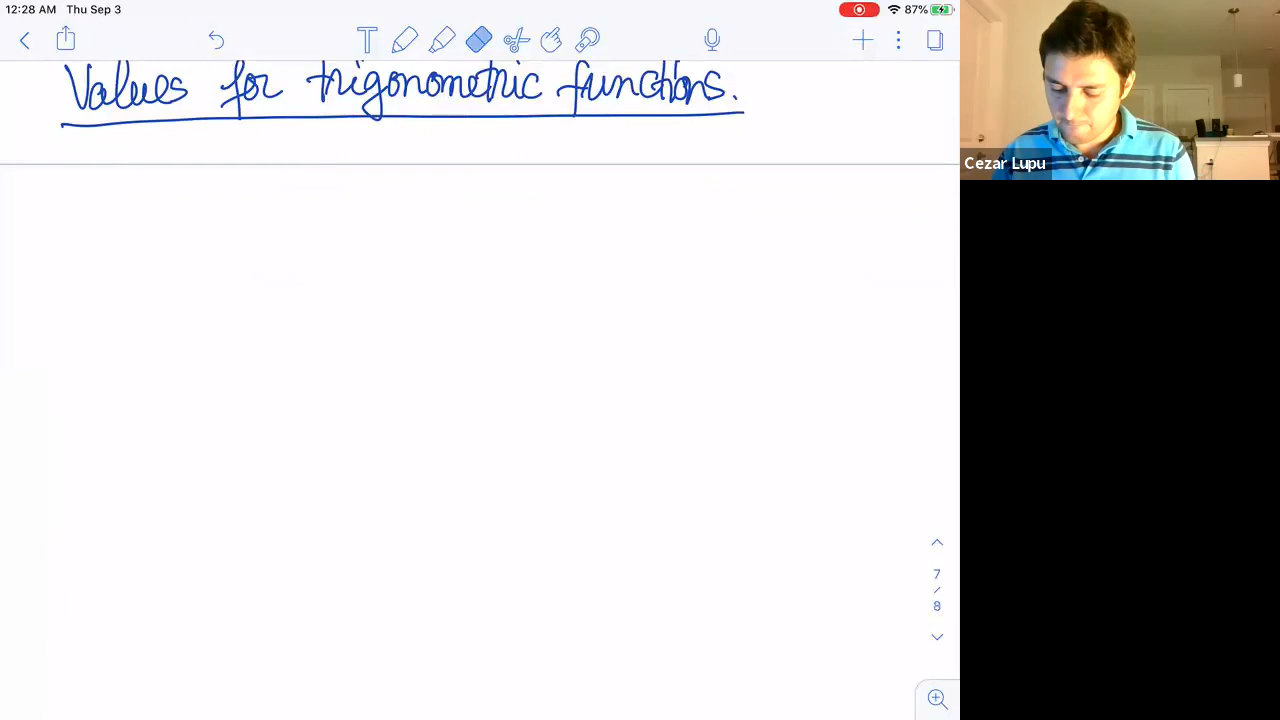 12:28 AM Thu Sep 3
87%
T
Values for trigonometric functions.
Cezar Lupu
7
/
8